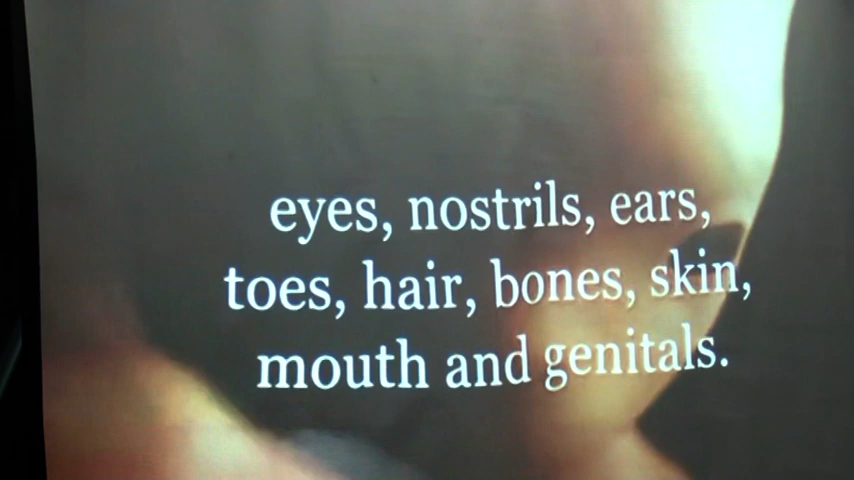 eyes, nostrils, ears,
toes, hair, bones, skin,
mouth and genitals.